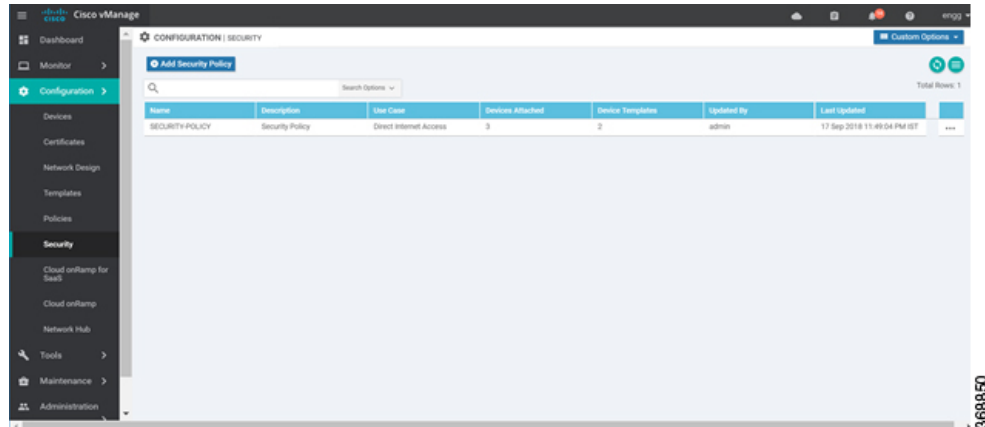 cisco Cisco vManage
engg
Dashboard
Monitor
Configuration
Devices
Certificates
Network Design
Templates
Policies
Security
Cloud onRamp for
SaaS
Cloud onRamp
Network Hub
Tools
Maintenance
Administration
CONFIGURATION | SECURITY
Custom Options
Add Security Policy
Search Options
Total Rows: 1
Name Description Use Case Devices Attached Device Templates Updated By Last Updated
SECURITY-POLICY Security Policy Direct Internet Access 3 2 admin 17 Sep 2018 11:49:04 PM IST
368850